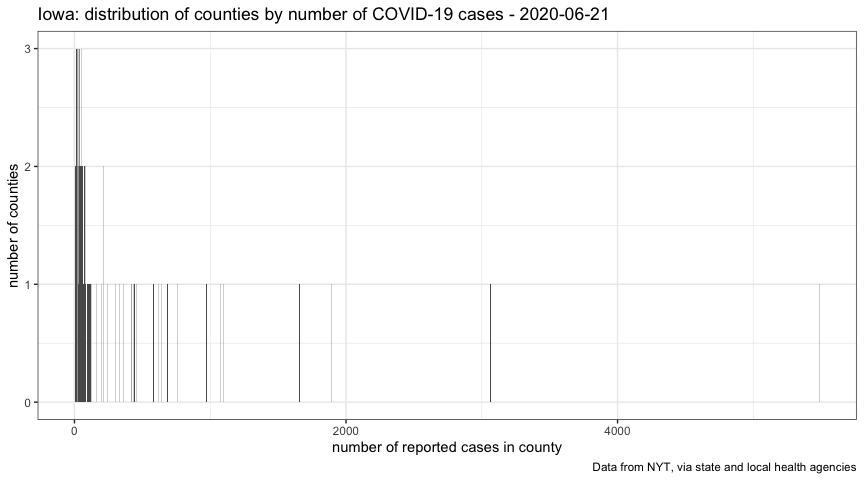 Iowa: distribution of counties by number of COVID-19 cases - 2020-06-21
3
2
1
0
number of counties
0 2000 4000
number of reported cases in county
Data from NYT, via state and local health agencies